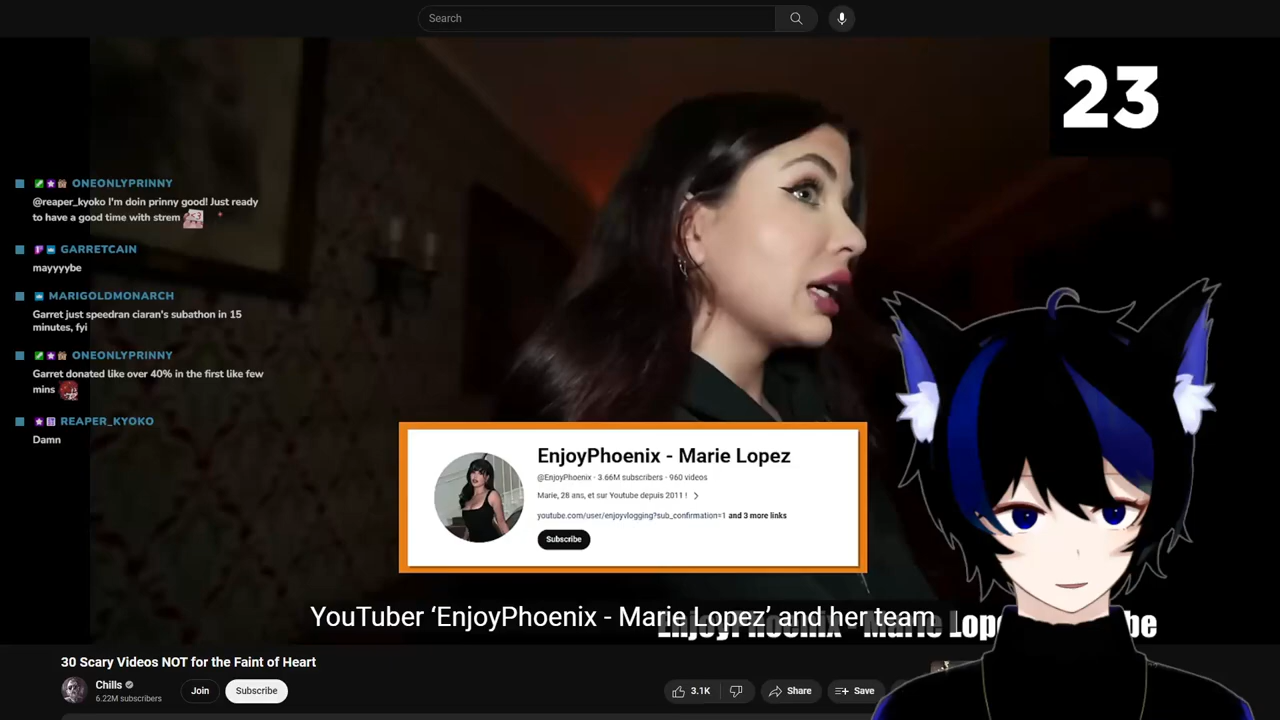 Search
23
ONEONLYPRINNY
@reaper_kyoko I'm doin prinny good! Just ready
to have a good time with strem
GARRETCAIN
mayyyybe
MARIGOLDMONARCH
Garret just speedran ciaran's subathon in 15
minutes, fyi
ONEONLYPRINNY
Garret donated like over 40% in the first like few
mins
REAPER_KYOKO
Damn
EnjoyPhoenix - Marie Lopez
@EnjoyPhoenix · 3.66M subscribers · 960 videos
Marie, 28 ans, et sur Youtube depuis 2011 !
youtube.com/user/enjoyvlogging?sub_confirmation=1 and 3 more links
Subscribe
YouTuber ‘EnjoyPhoenix - Marie Lopez’ and her team
EnjoyPhoenix - Marie Lop be
30 Scary Videos NOT for the Faint of Heart
Chills
6.22M subscribers
Join
Subscribe
3.1K
Share
Save